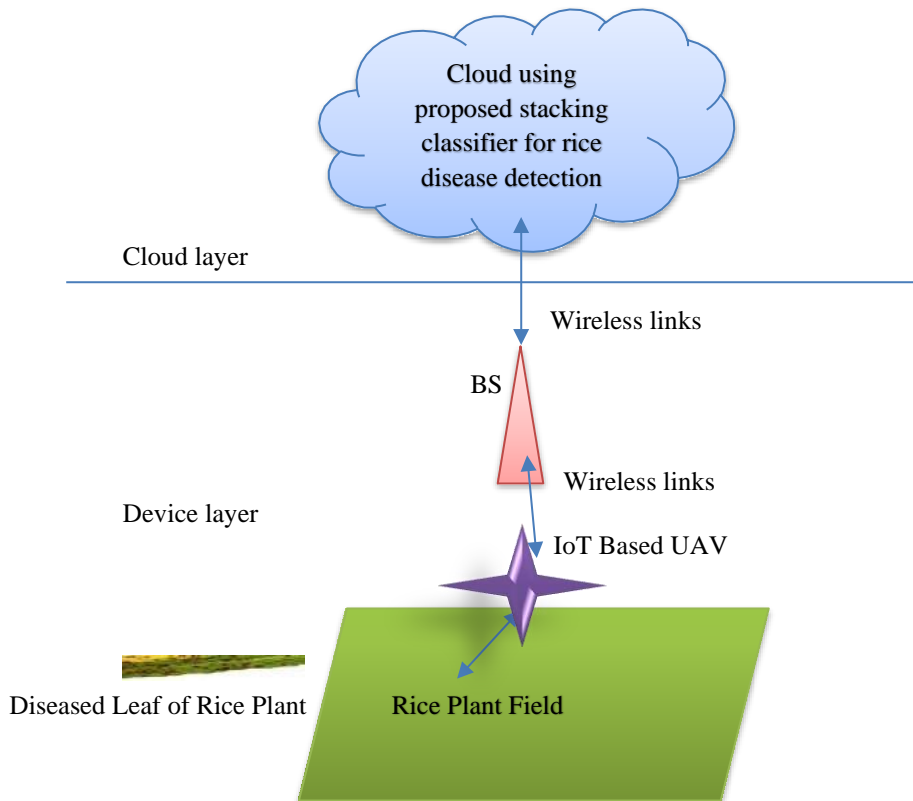 Cloud using
proposed stacking
classifier for rice
disease detection
Cloud layer
Wireless links
BS
Wireless links
Device layer
IoT Based UAV
Diseased Leaf of Rice Plant
Rice Plant Field